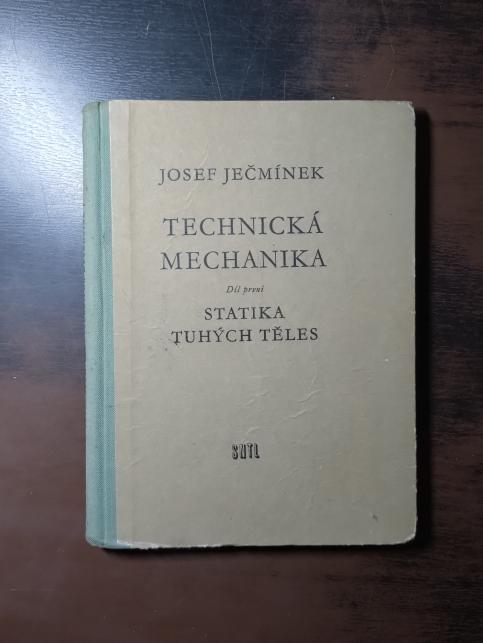 JOSEF JEČMÍNEK
TECHNICKÁ
MECHANIKA
Díl první
STATIKA
TUHÝCH TĚLES
SNTL